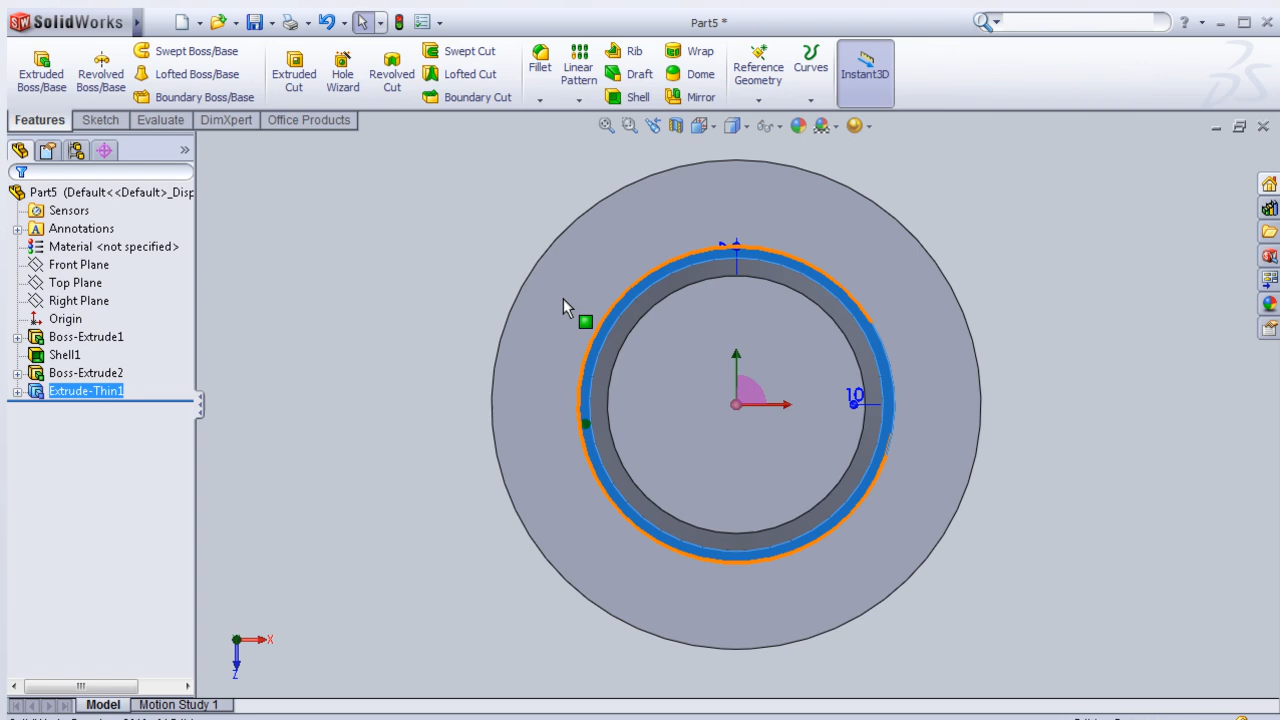 SolidWorks
Part5 *
?
Extruded Boss/Base
Revolved Boss/Base
Swept Boss/Base
Lofted Boss/Base
Boundary Boss/Base
Extruded Cut
Hole Wizard
Revolved Cut
Swept Cut
Lofted Cut
Boundary Cut
Fillet
Linear Pattern
Rib
Draft
Shell
Wrap
Dome
Mirror
Reference Geometry
Curves
Instant3D
Features
Sketch
Evaluate
DimXpert
Office Products
Part5 (Default<<Default>_Disp
Sensors
Annotations
Material <not specified>
Front Plane
Top Plane
Right Plane
Origin
Boss-Extrude1
Shell1
Boss-Extrude2
Extrude-Thin1
10
X
Z
Model
Motion Study 1